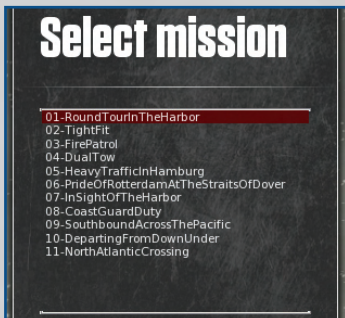 Select mission
01-RoundTourInTheHarbor
02-TightFit
03-FirePatrol
04-DualTow
05-HeavyTrafficInHamburg
06-PrideOfRotterdamAtTheStraitsOfDover
07-InSightOfTheHarbor
08-CoastGuardDuty
09-SouthboundAcrossThePacific
10-DepartingFromDownUnder
11-NorthAtlanticCrossing